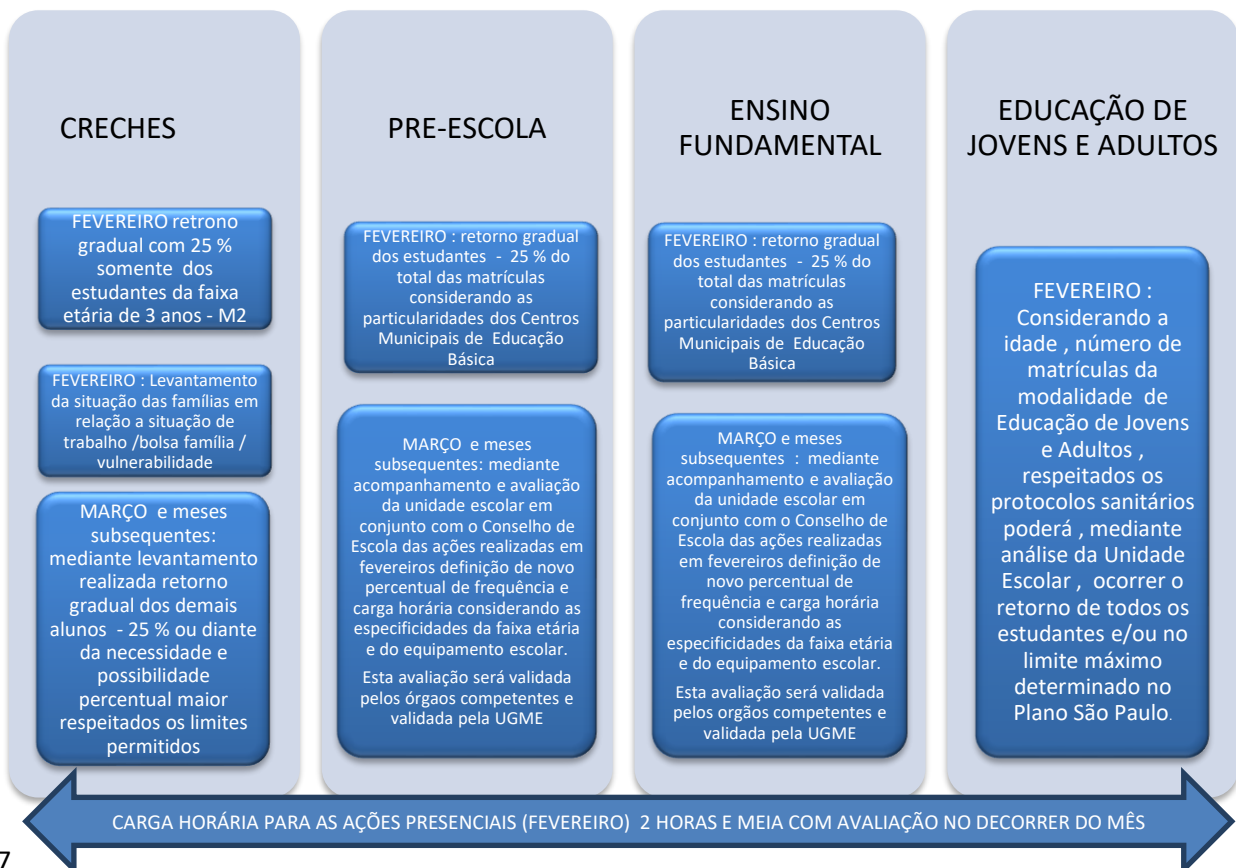 CRECHES
FEVEREIRO retrono
gradual com 25 %
somente dos
estudantes da faixa
etária de 3 anos - M2
FEVEREIRO : Levantamento
da situação das famílias em
relação a situação de
trabalho /bolsa família /
vulnerabilidade
MARÇO e meses
subsequentes:
mediante levantamento
realizada retorno
gradual dos demais
alunos - 25 % ou diante
da necessidade e
possibilidade
percentual maior
respeitados os limites
permitidos
PRE-ESCOLA
FEVEREIRO : retorno gradual
dos estudantes - 25 % do
total das matrículas
considerando as
particularidades dos Centros
Municipais de Educação
Básica
MARÇO e meses
subsequentes: mediante
acompanhamento e avaliação
da unidade escolar em
conjunto com o Conselho de
Escola das ações realizadas em
fevereiros definição de novo
percentual de frequência e
carga horária considerando as
especificidades da faixa etária
e do equipamento escolar.
Esta avaliação será validada
pelos órgaos competentes e
validada pela UGME
ENSINO
FUNDAMENTAL
FEVEREIRO : retorno gradual
dos estudantes - 25 % do
total das matrículas
considerando as
particularidades dos Centros
Municipais de Educação
Básica
MARÇO e meses
subsequentes : mediante
acompanhamento e avaliação
da unidade escolar em
conjunto com o Conselho de
Escola das ações realizadas
em fevereiros definição de
novo percentual de
frequência e carga horária
considerando as
especificidades da faixa etária
e do equipamento escolar.
Esta avaliação será validada
pelos orgãos competentes e
validada pela UGME
EDUCAÇÃO DE
JOVENS E ADULTOS
FEVEREIRO :
Considerando a
idade , número de
matrículas da
modalidade de
Educação de Jovens
e Adultos ,
respeitados os
protocolos sanitários
poderá , mediante
análise da Unidade
Escolar , ocorrer o
retorno de todos os
estudantes e/ou no
limite máximo
determinado no
Plano São Paulo.
CARGA HORÁRIA PARA AS AÇÕES PRESENCIAIS (FEVEREIRO) 2 HORAS E MEIA COM AVALIAÇÃO NO DECORRER DO MÊS
7